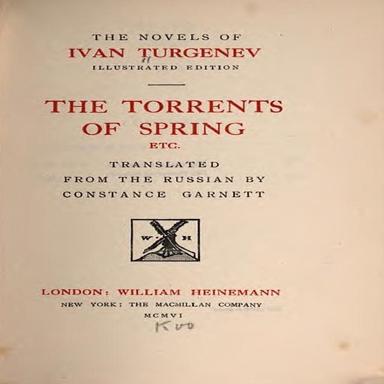 THE NOVELS OF
IVAN TURGENEV
ILLUSTRATED EDITION
THE TORRENTS
OF SPRING
ETC.
TRANSLATED
FROM THE RUSSIAN BY
CONSTANCE GARNETT
W H
LONDON: WILLIAM HEINEMANN
NEW YORK: THE MACMILLAN COMPANY
MCMVI